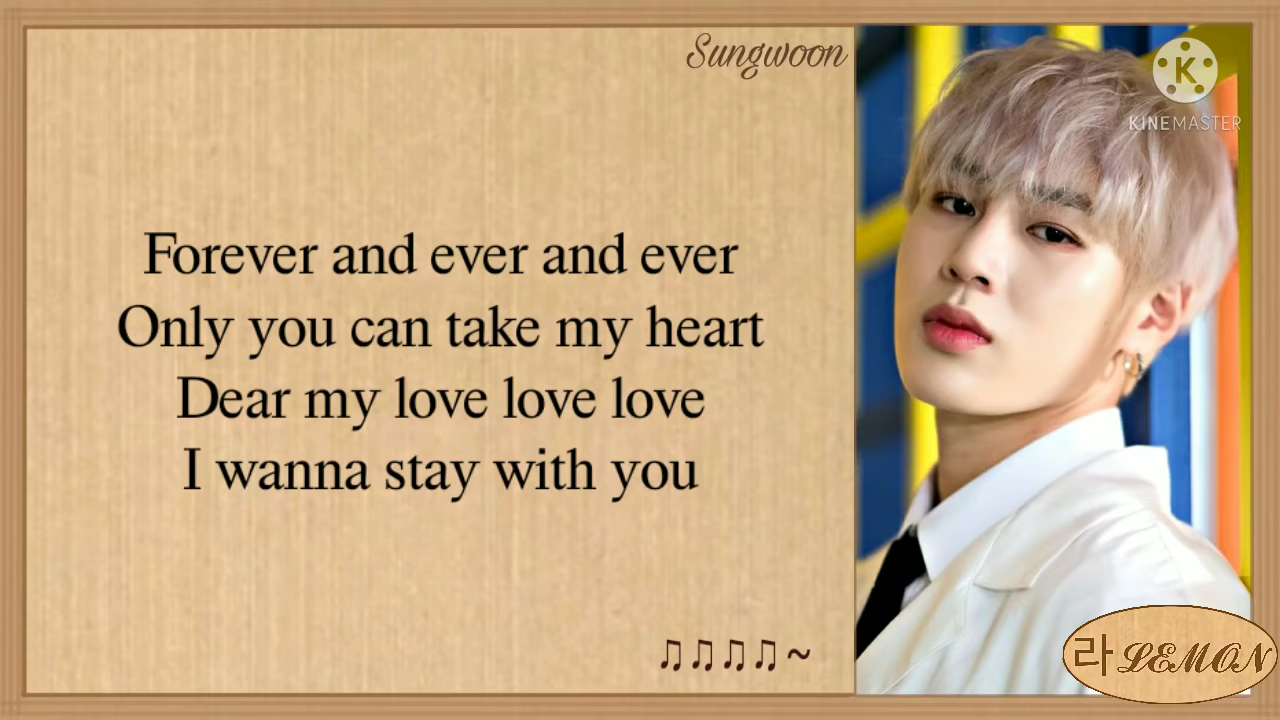 Sungwoon
K
KINEMASTER
Forever and ever and ever
Only you can take my heart
Dear my love love love
I wanna stay with you
♫♫♫♫~
라 LEMON